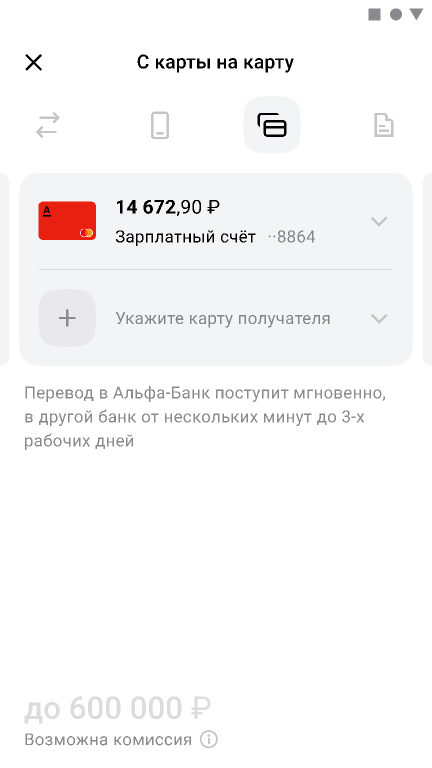 С карты на карту
А
14 672,90 ₽
Зарплатный счёт ··8864
Укажите карту получателя
Перевод в Альфа-Банк поступит мгновенно,
в другой банк от нескольких минут до 3-х
рабочих дней
до 600 000 ₽
Возможна комиссия